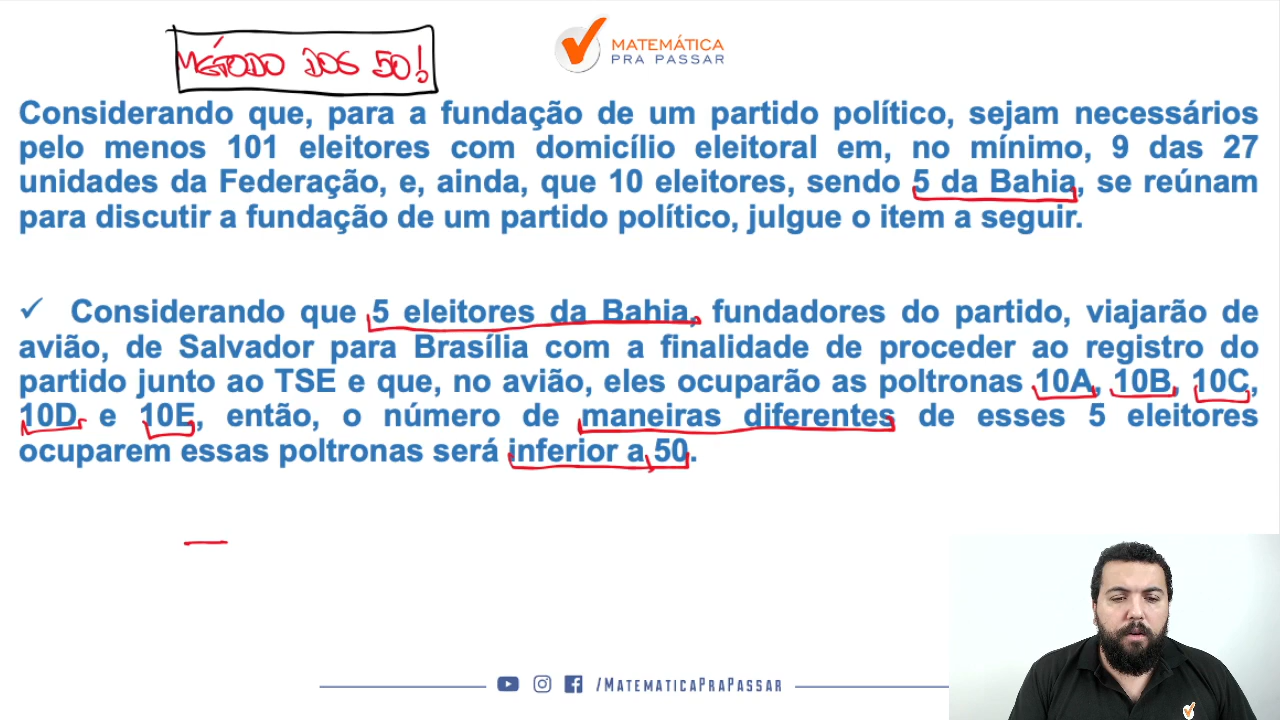 MÉTODO DOS 50!
MATEMÁTICA
PRA PASSAR
Considerando que, para a fundação de um partido político, sejam necessários
pelo menos 101 eleitores com domicílio eleitoral em, no mínimo, 9 das 27
unidades da Federação, e, ainda, que 10 eleitores, sendo 5 da Bahia, se reúnam
para discutir a fundação de um partido político, julgue o item a seguir.
✓ Considerando que 5 eleitores da Bahia, fundadores do partido, viajarão de
avião, de Salvador para Brasília com a finalidade de proceder ao registro do
partido junto ao TSE e que, no avião, eles ocuparão as poltronas 10A, 10B, 10C,
10D e 10E, então, o número de maneiras diferentes de esses 5 eleitores
ocuparem essas poltronas será inferior a 50.
/MATEMATICAPRAPASSAR